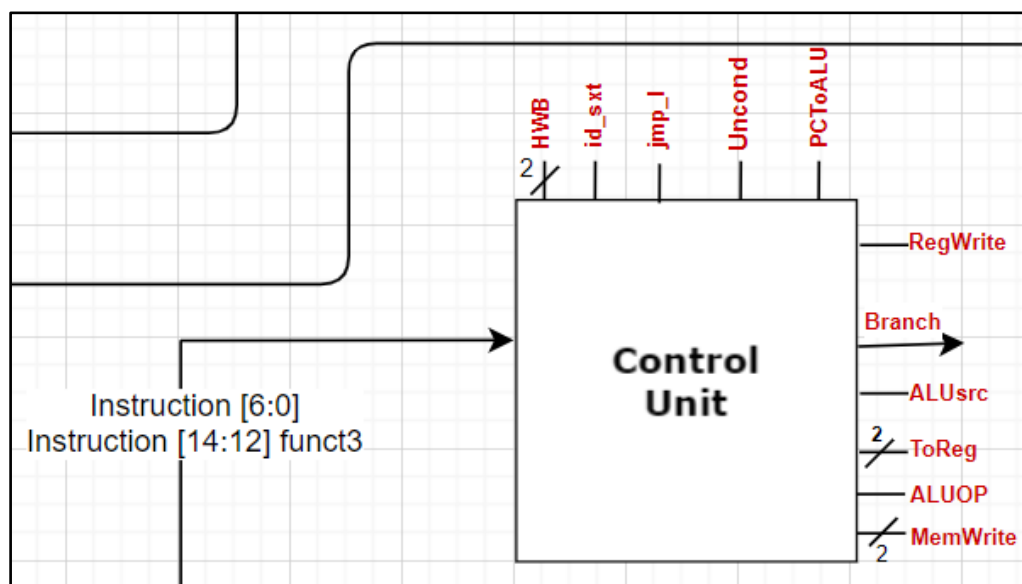 HWB
id_sxt
jmp_I
Uncond
PCToALU
2
RegWrite
Branch
Control
Unit
ALUsrc
Instruction [6:0]
Instruction [14:12] funct3
2
ToReg
ALUOP
MemWrite
2